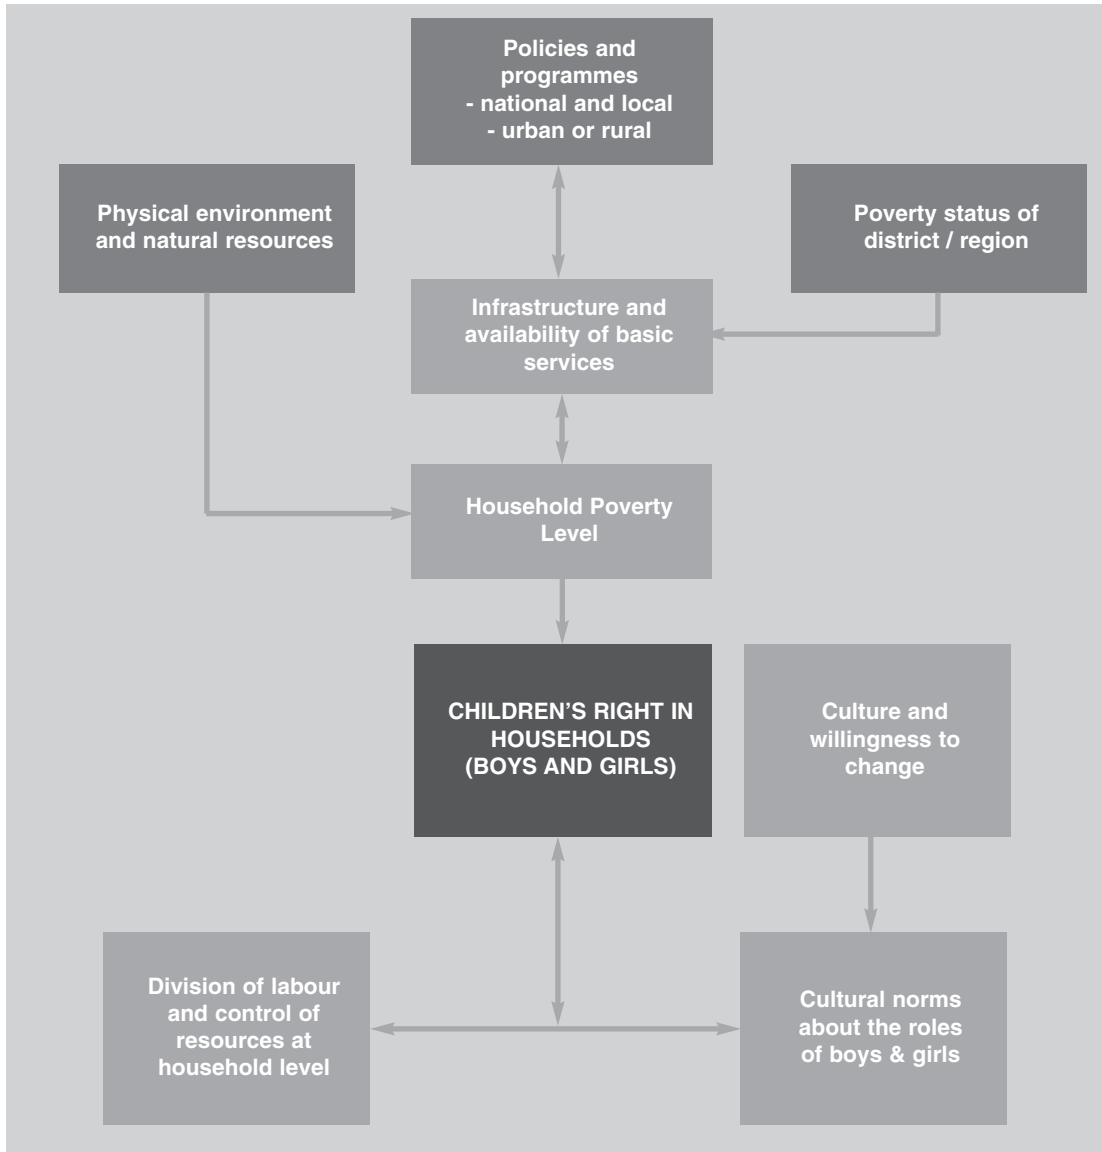 Policies and
programmes
- national and local
- urban or rural
Physical environment
and natural resources
Poverty status of
district / region
Infrastructure and
availability of basic
services
Household Poverty
Level
CHILDREN’S RIGHT IN
HOUSEHOLDS
(BOYS AND GIRLS)
Culture and
willingness to
change
Division of labour
and control of
resources at
household level
Cultural norms
about the roles
of boys & girls